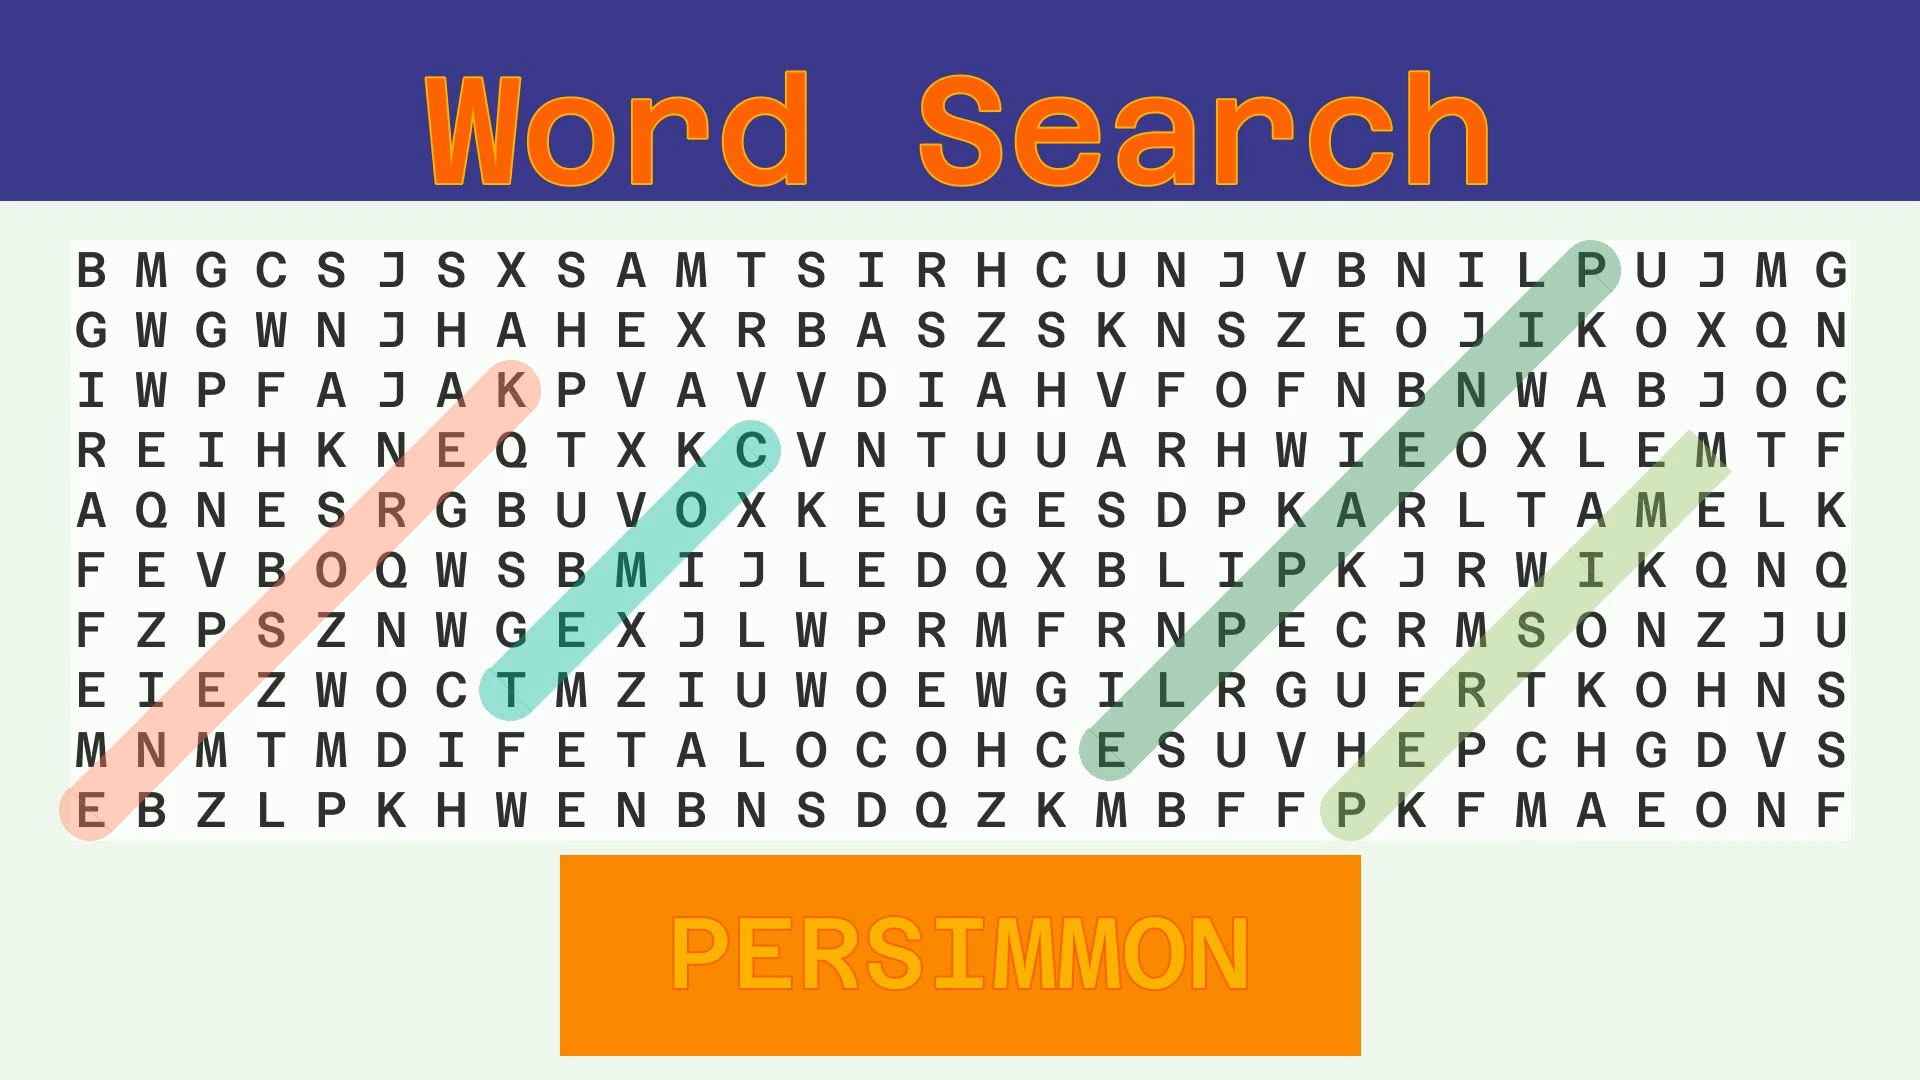 Word Search
B M G C S J S X S A M T S I R H C U N J V B N I L P U J M G
G W G W N J H A H E X R B A S Z S K N S Z E O J I K O X Q N
I W P F A J A K P V A V V D I A H V F O F N B N W A B J O C
R E I H K N E Q T X K C V N T U U A R H W I E O X L E M T F
A Q N E S R G B U V O X K E U G E S D P K A R L T A M E L K
F E V B O Q W S B M I J L E D Q X B L I P K J R W I K Q N Q
F Z P S Z N W G E X J L W P R M F R N P E C R M S O N Z J U
E I E Z W O C T M Z I U W O E W G I L R G U E R T K O H N S
M N M T M D I F E T A L O C O H C E S U V H E P C H G D V S
E B Z L P K H W E N B N S D Q Z K M B F F P K F M A E O N F
PERSIMMON